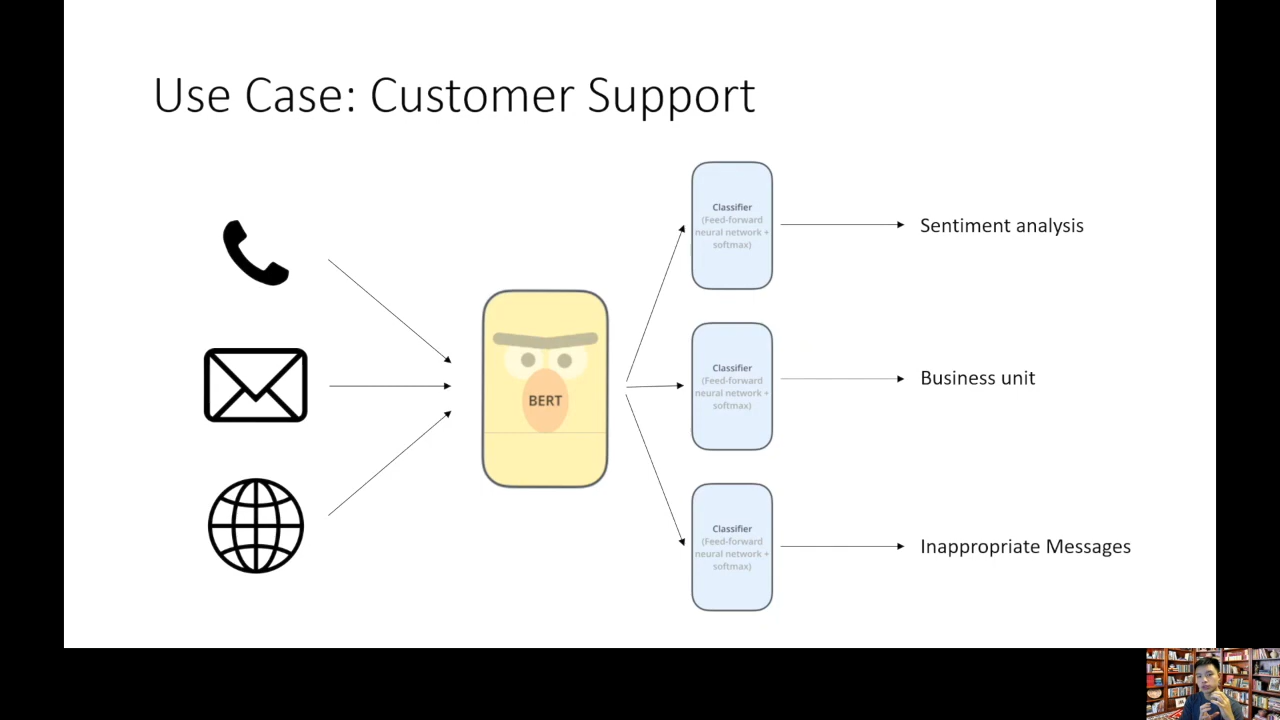 Use Case: Customer Support
Classifier
(Feed-forward
neural network +
softmax)
Sentiment analysis
BERT
Classifier
(Feed-forward
neural network +
softmax)
Business unit
Classifier
(Feed-forward
neural network +
softmax)
Inappropriate Messages